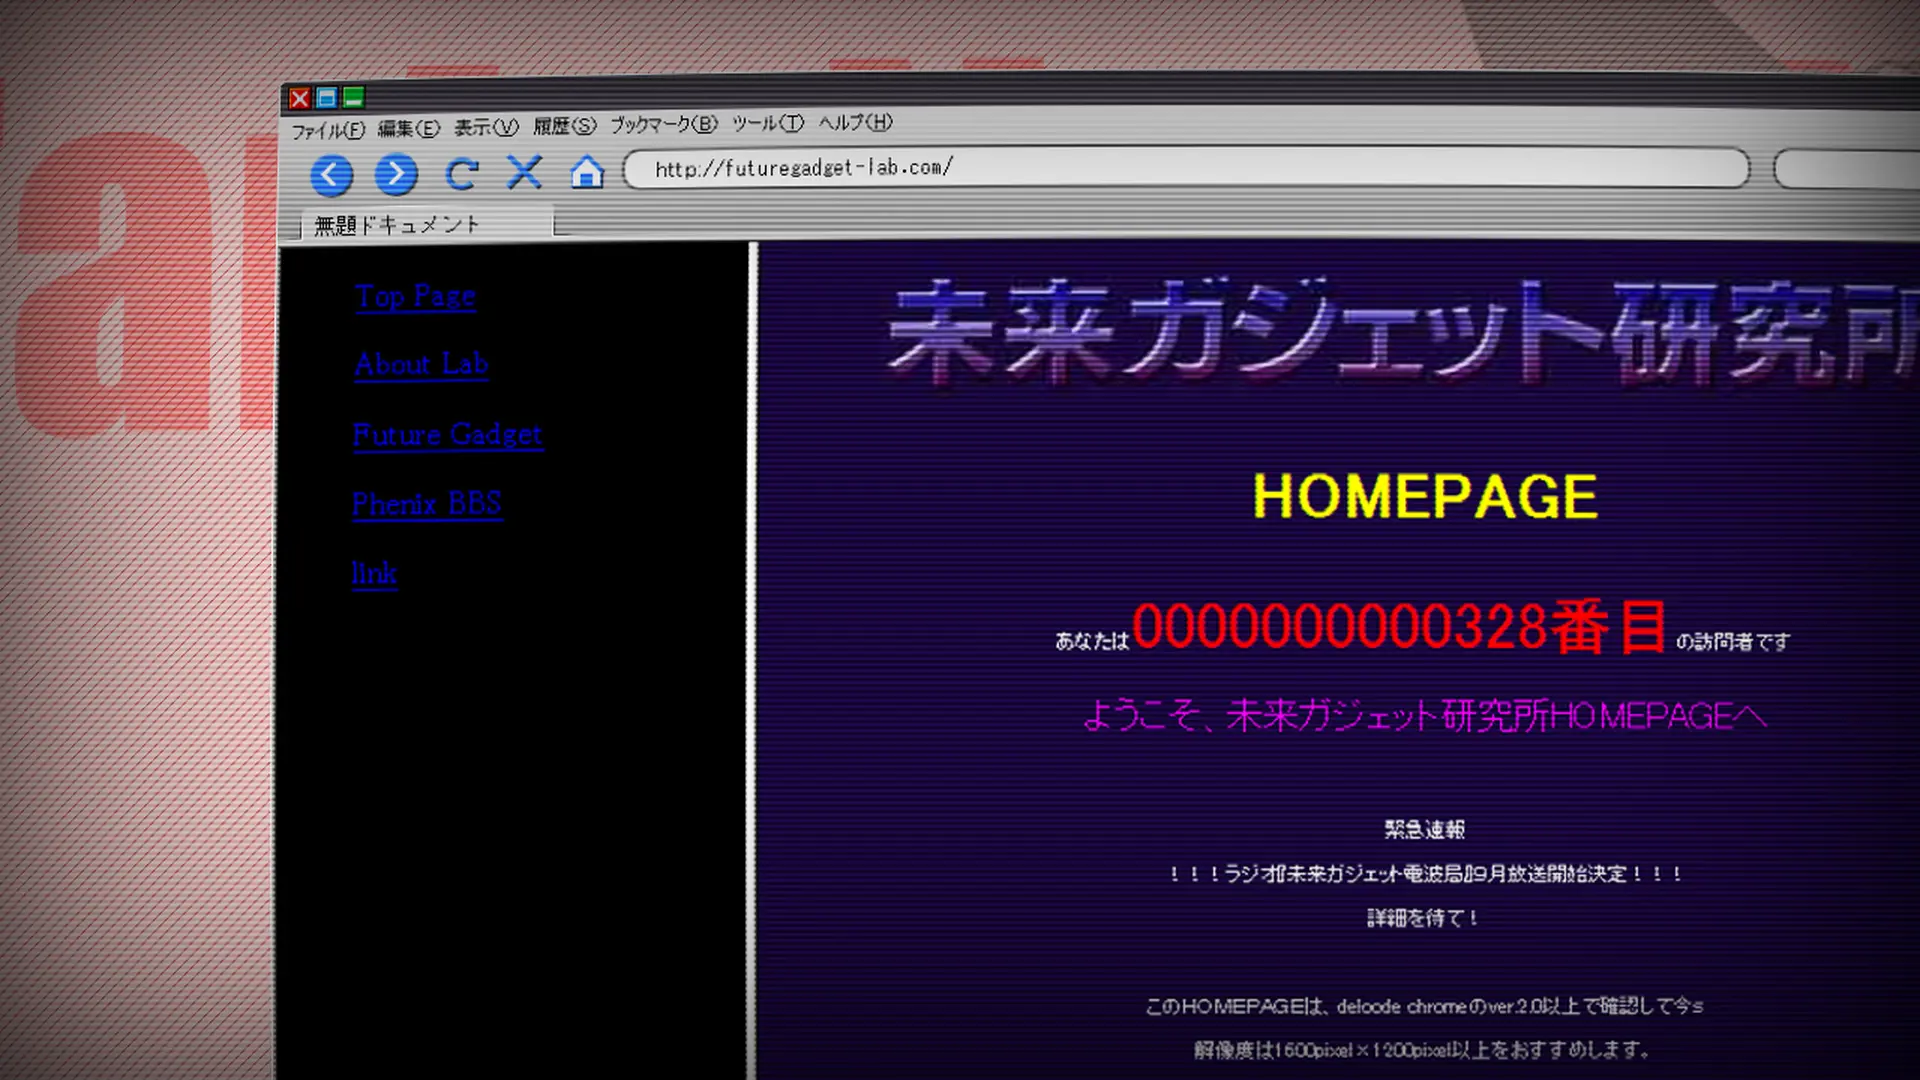 ファイル(F) 編集(E) 表示(V) 履歴(S) ブックマーク(B) ツール(T) ヘルプ(H)
http://futuregadget-lab.com/
無題ドキュメント
Top Page
About Lab
Future Gadget
Phenix BBS
link
未来ガジェット研究所
HOMEPAGE
あなたは0000000000328番目の訪問者です
ようこそ、未来ガジェット研究所HOMEPAGEへ
緊急速報
！！！ラジオ『未来ガジェット電波局』9月放送開始決定！！！
詳細を待て！
このHOMEPAGEは、deloode chromeのver.2.0以上で確認して今s
解像度は1600pixel×1200pixel以上をおすすめします。